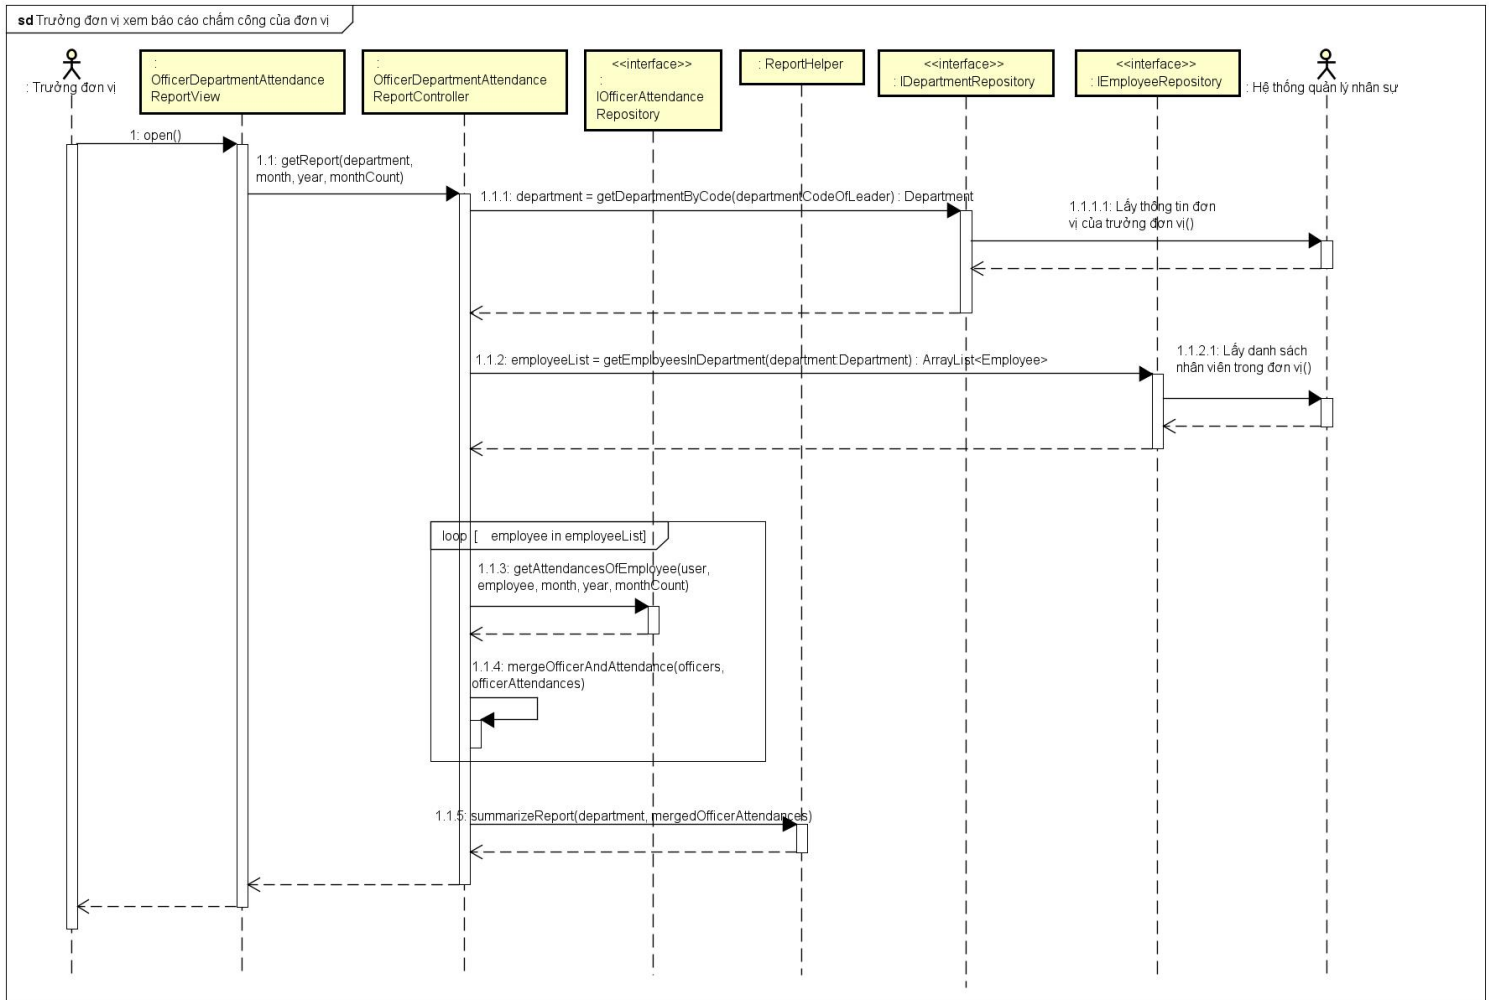 sd Trưởng đơn vị xem báo cáo chấm công của đơn vị
: Trưởng đơn vị
:
OfficerDepartmentAttendance
ReportView
:
OfficerDepartmentAttendance
ReportController
<<interface>>
:
IOfficerAttendance
Repository
: ReportHelper
<<interface>>
: IDepartmentRepository
<<interface>>
: IEmployeeRepository
: Hệ thống quản lý nhân sự
1: open()
1.1: getReport(department,
month, year, monthCount)
1.1.1: department = getDepartmentByCode(departmentCodeOfLeader) : Department
1.1.1.1: Lấy thông tin đơn
vị của trưởng đơn vị()
1.1.2: employeeList = getEmployeesInDepartment(department:Department) : ArrayList<Employee>
1.1.2.1: Lấy danh sách
nhân viên trong đơn vị()
loop [ employee in employeeList]
1.1.3: getAttendancesOfEmployee(user,
employee, month, year, monthCount)
1.1.4: mergeOfficerAndAttendance(officers,
officerAttendances)
1.1.5: summarizeReport(department, mergedOfficerAttendances)